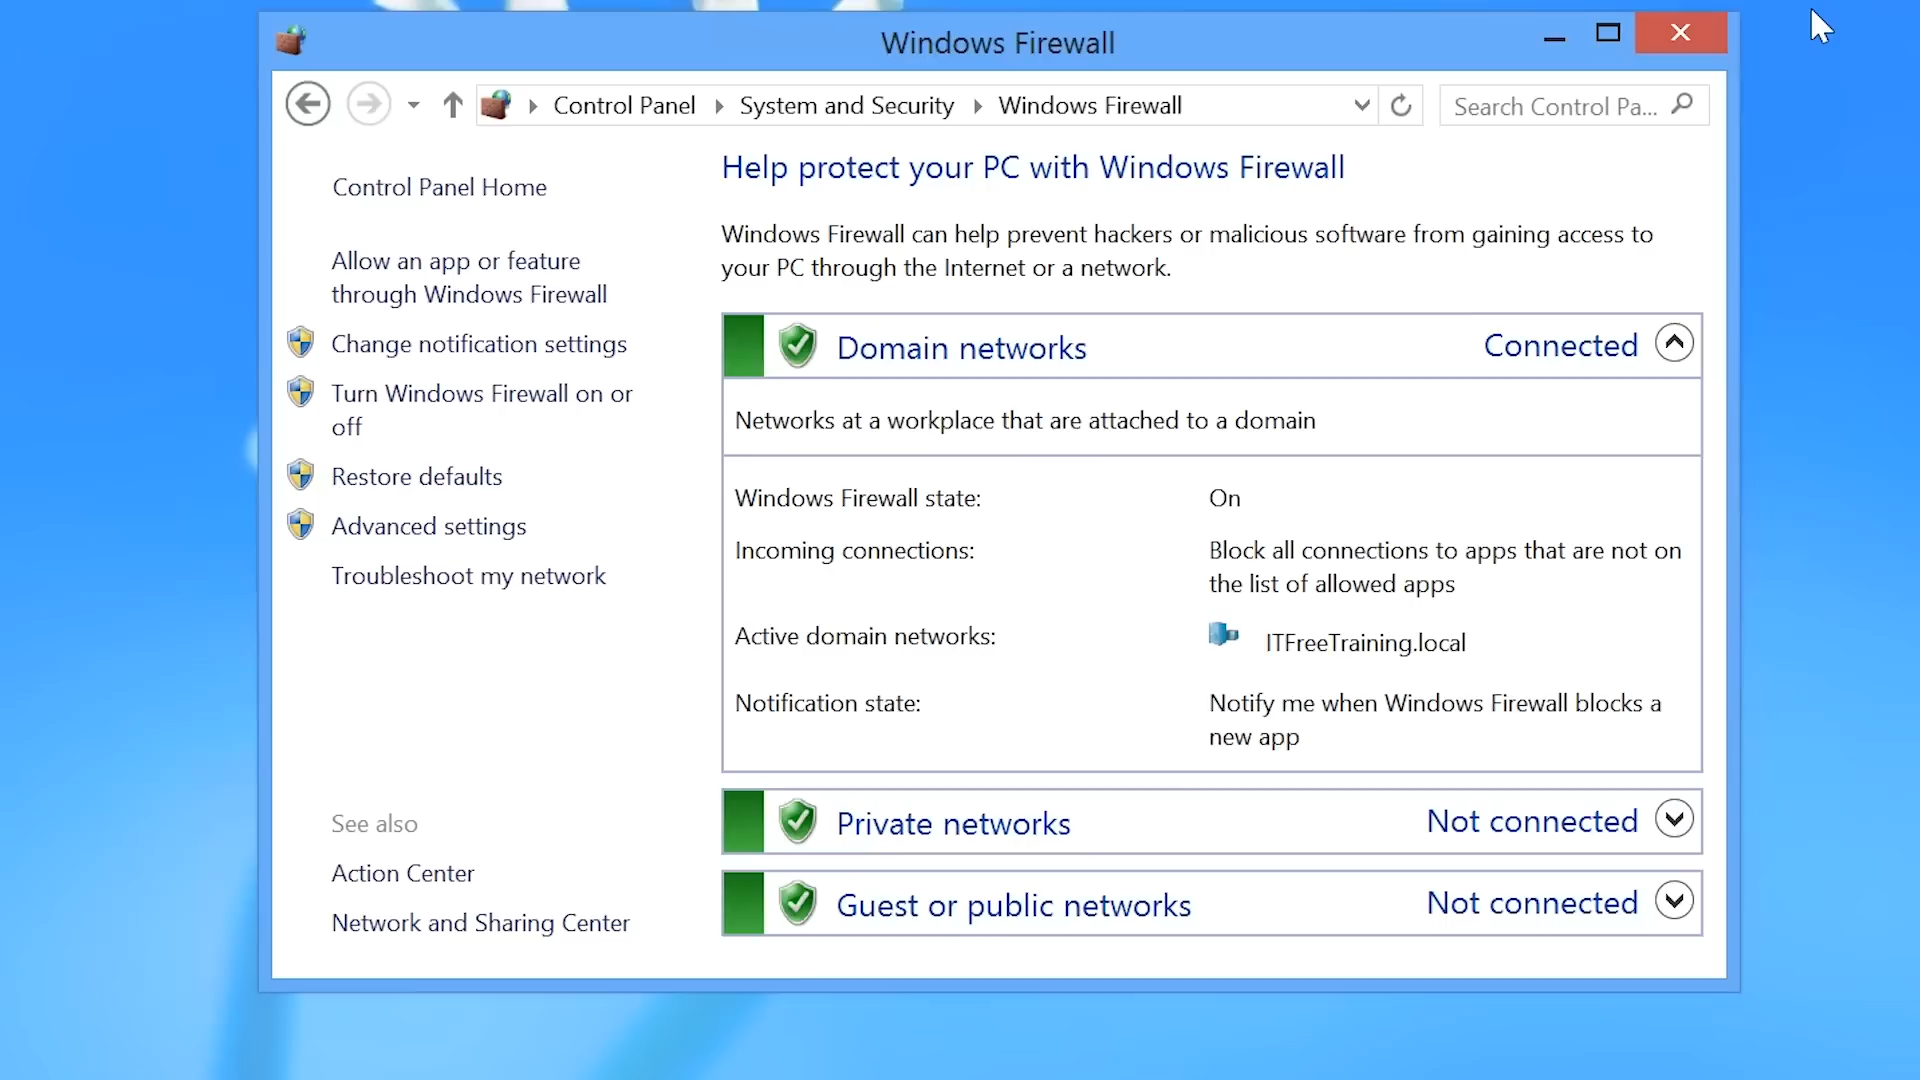 Windows Firewall
Control Panel
System and Security
Windows Firewall
Search Control Pa...
Control Panel Home
Allow an app or feature
through Windows Firewall
Change notification settings
Turn Windows Firewall on or
off
Restore defaults
Advanced settings
Troubleshoot my network
See also
Action Center
Network and Sharing Center
Help protect your PC with Windows Firewall
Windows Firewall can help prevent hackers or malicious software from gaining access to
your PC through the Internet or a network.
Domain networks Connected
Networks at a workplace that are attached to a domain
Windows Firewall state: On
Incoming connections: Block all connections to apps that are not on
the list of allowed apps
Active domain networks: ITFreeTraining.local
Notification state: Notify me when Windows Firewall blocks a
new app
Private networks Not connected
Guest or public networks Not connected